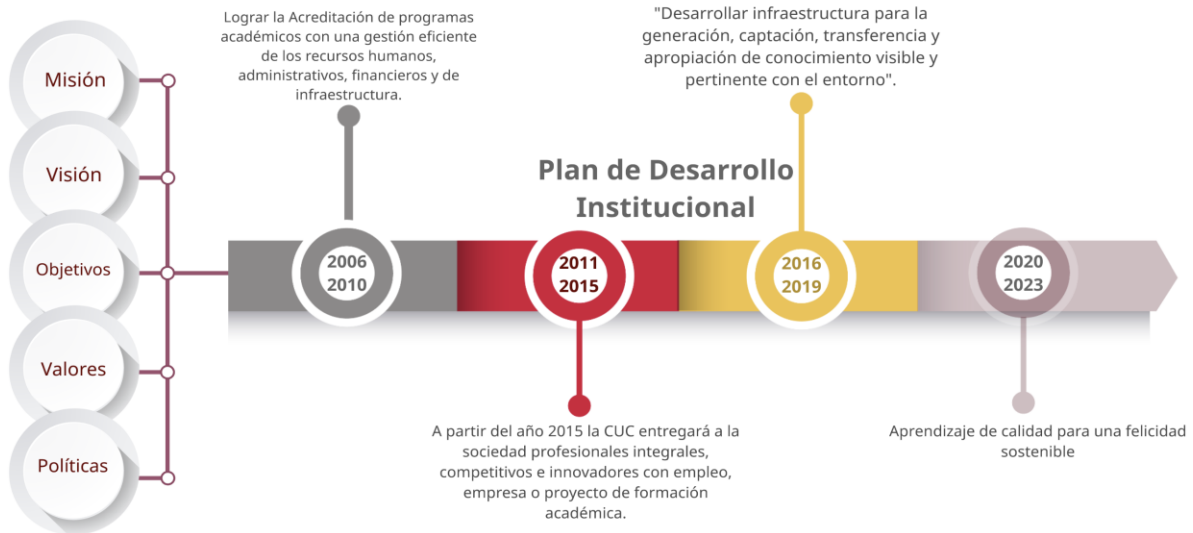 Misión
Visión
Objetivos
Valores
Políticas
Lograr la Acreditación de programas
académicos con una gestión eficiente
de los recursos humanos,
administrativos, financieros y de
infraestructura.
"Desarrollar infraestructura para la
generación, captación, transferencia y
apropiación de conocimiento visible y
pertinente con el entorno".
Plan de Desarrollo
Institucional
2006
2010
2011
2015
2016
2019
2020
2023
A partir del año 2015 la CUC entregará a la
sociedad profesionales integrales,
competitivos e innovadores con empleo,
empresa o proyecto de formación
académica.
Aprendizaje de calidad para una felicidad
sostenible